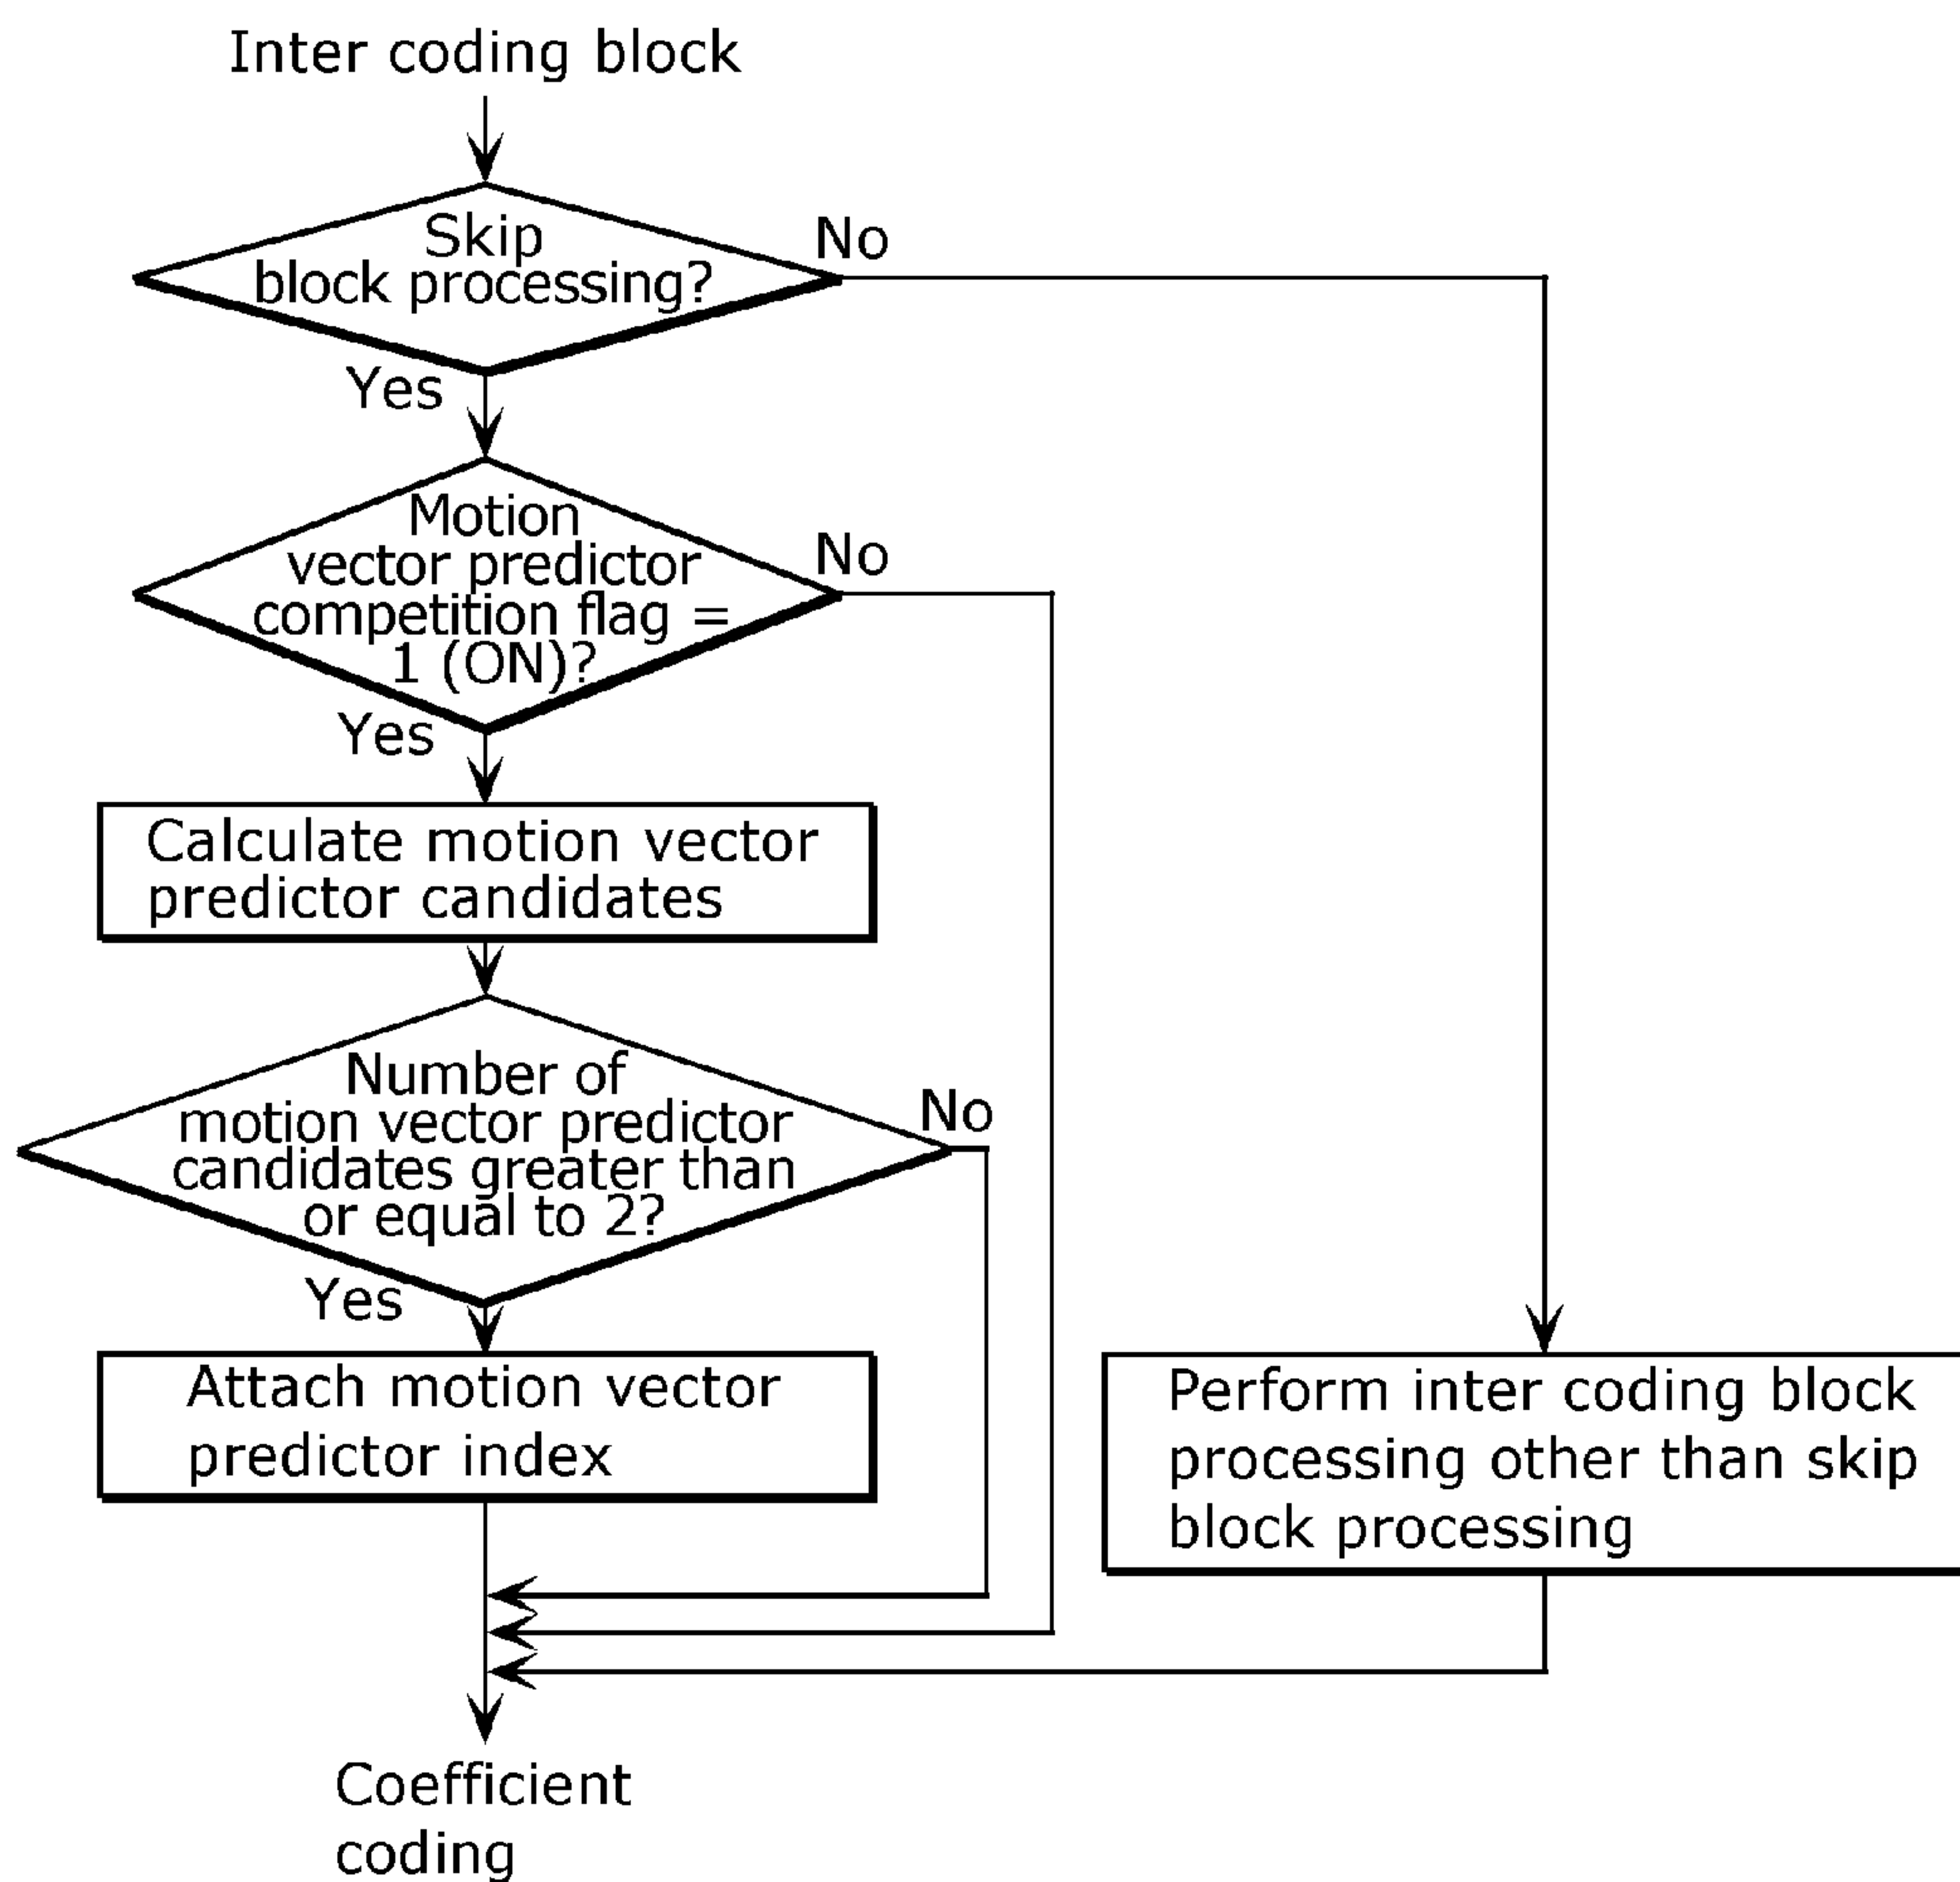 Inter coding block
Skip
block processing?
No
Yes
Motion
vector predictor
competition flag =
1 (ON)?
No
Yes
Calculate motion vector
predictor candidates
Number of
motion vector predictor
candidates greater than
or equal to 2?
No
Yes
Attach motion vector
predictor index
Perform inter coding block
processing other than skip
block processing
Coefficient
coding